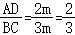 AD/BC = 2m/3m = 2/3